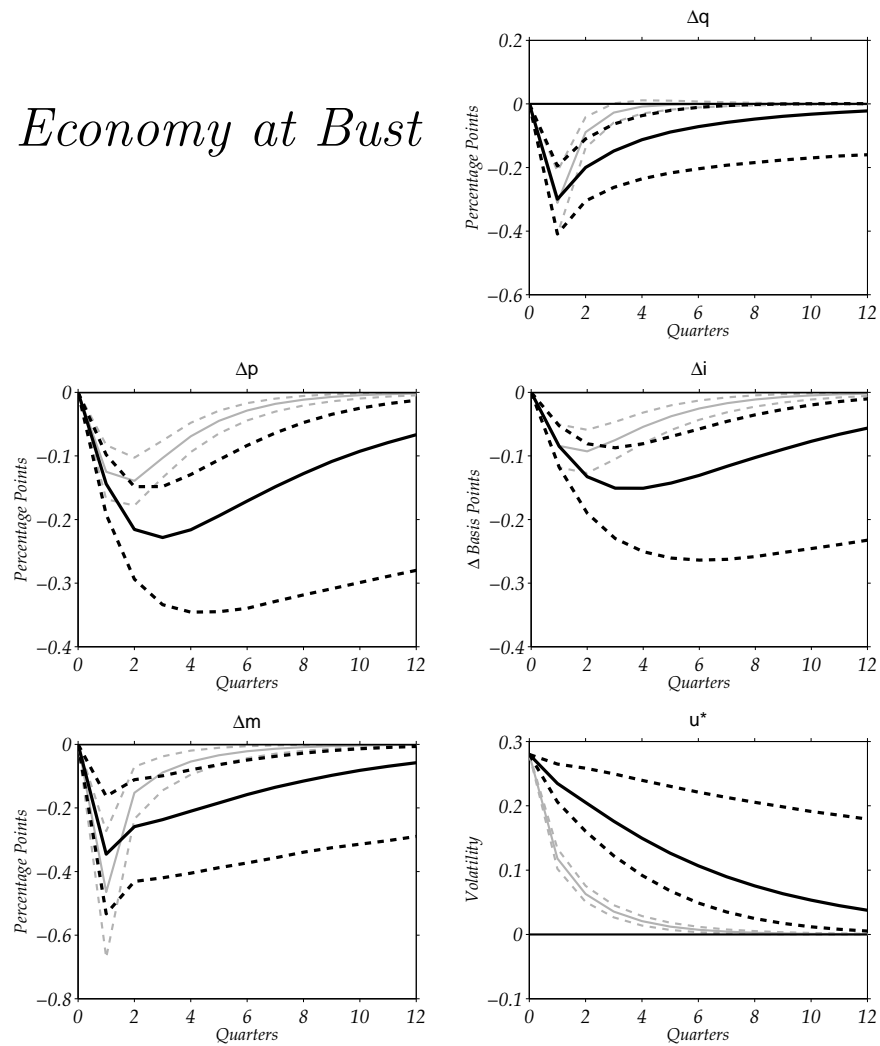 Economy at Bust
Δq
0.2
0
−0.2
−0.4
−0.6
Percentage Points
0 2 4 6 8 10 12
Quarters
Δp
0
−0.1
−0.2
−0.3
−0.4
Percentage Points
0 2 4 6 8 10 12
Quarters
Δi
0
−0.1
−0.2
−0.3
−0.4
Δ Basis Points
0 2 4 6 8 10 12
Quarters
Δm
0
−0.2
−0.4
−0.6
−0.8
Percentage Points
0 2 4 6 8 10 12
Quarters
u*
0.3
0.2
0.1
0
−0.1
Volatility
0 2 4 6 8 10 12
Quarters